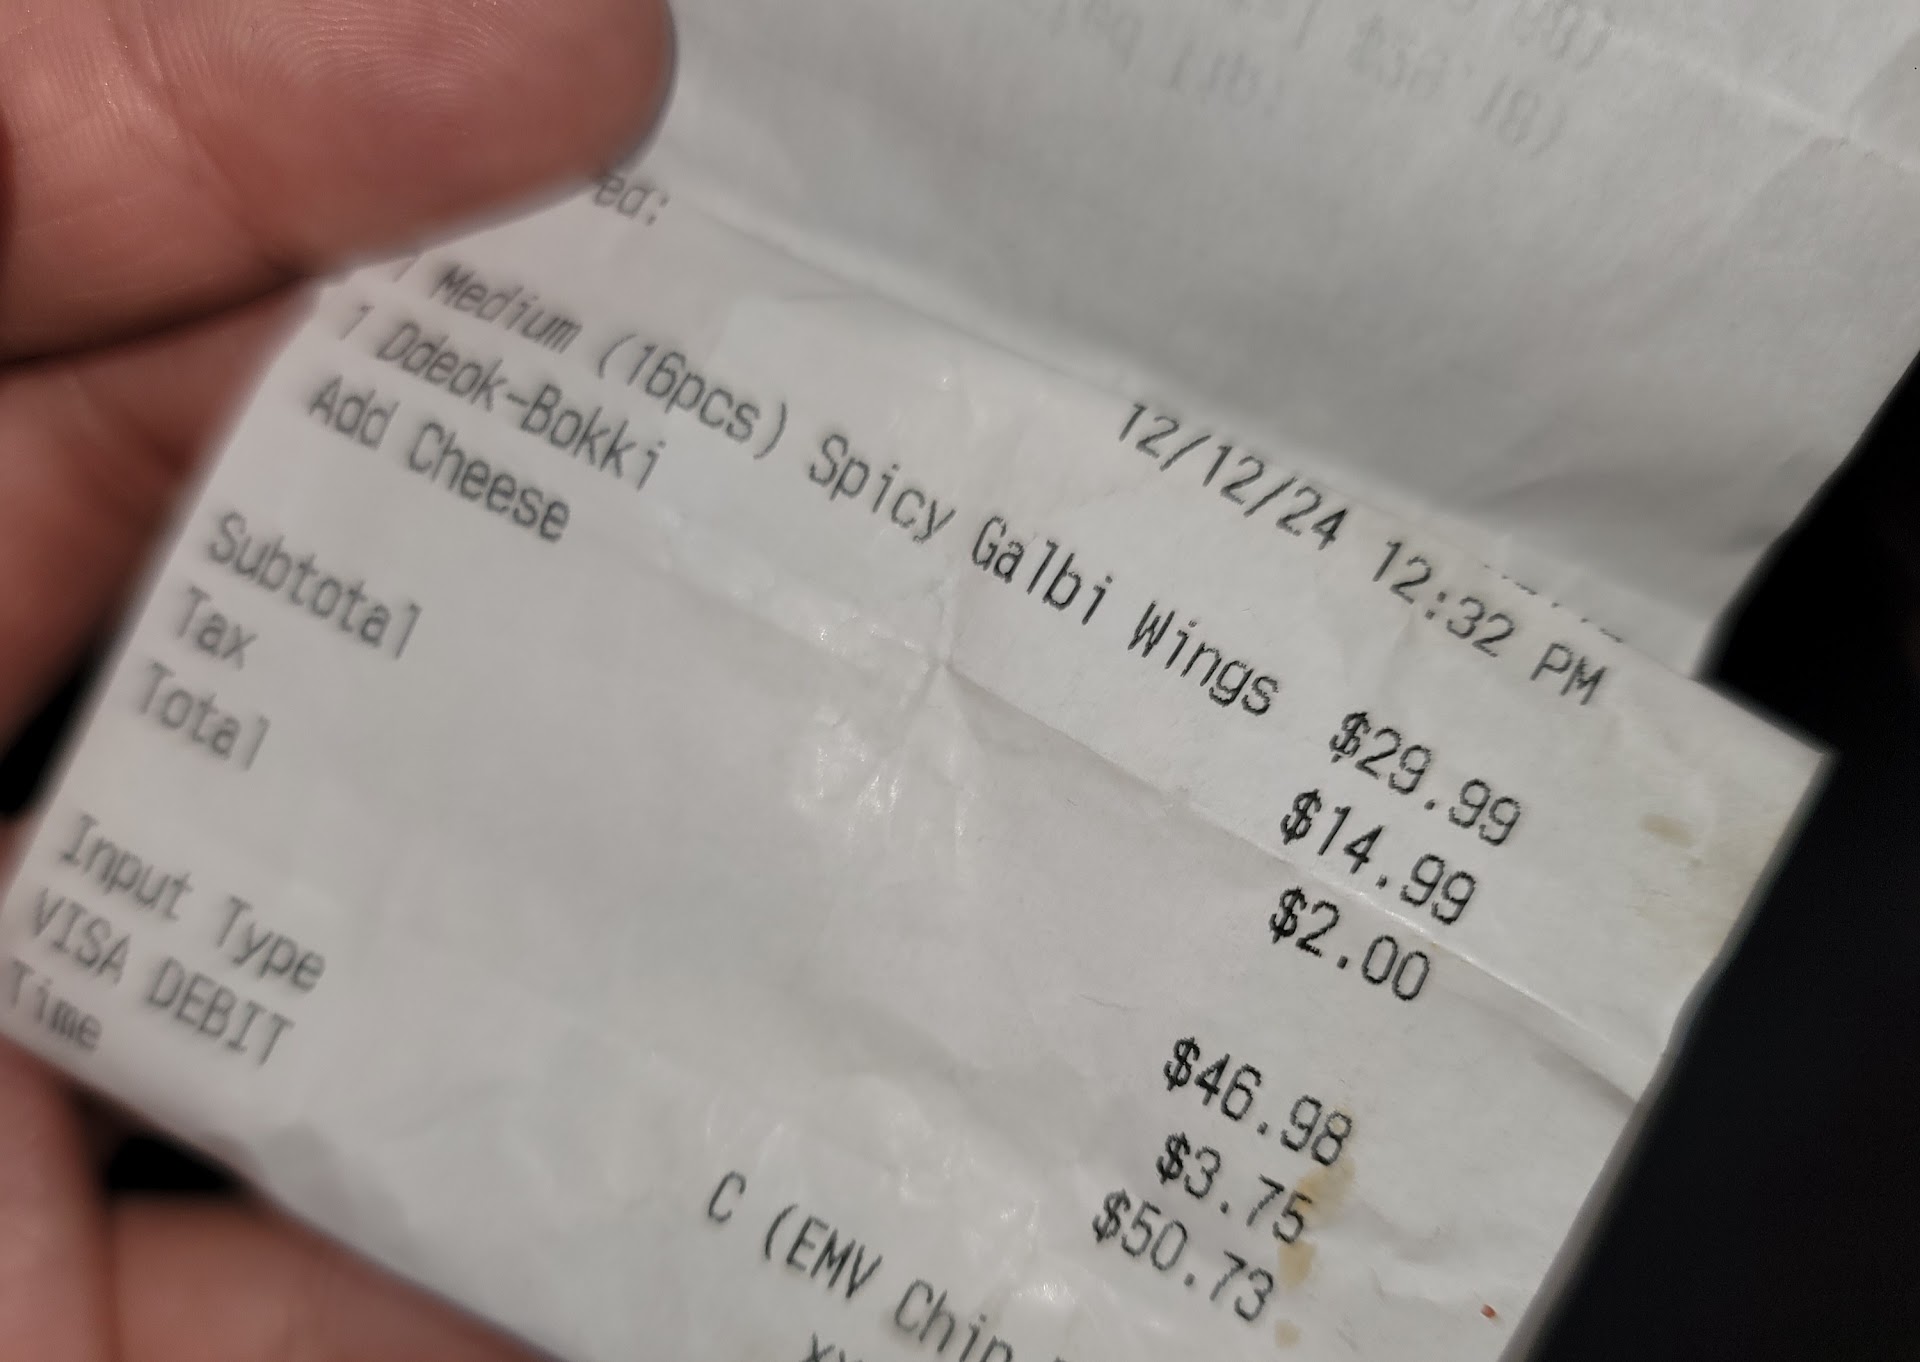 ed:
12/12/24 12:32 PM
1 Medium (16pcs) Spicy Galbi Wings $29.99
1 Ddeok-Bokki $14.99
Add Cheese $2.00
Subtotal $46.98
Tax $3.75
Total $50.73
Input Type C (EMV Chip
VISA DEBIT
Time